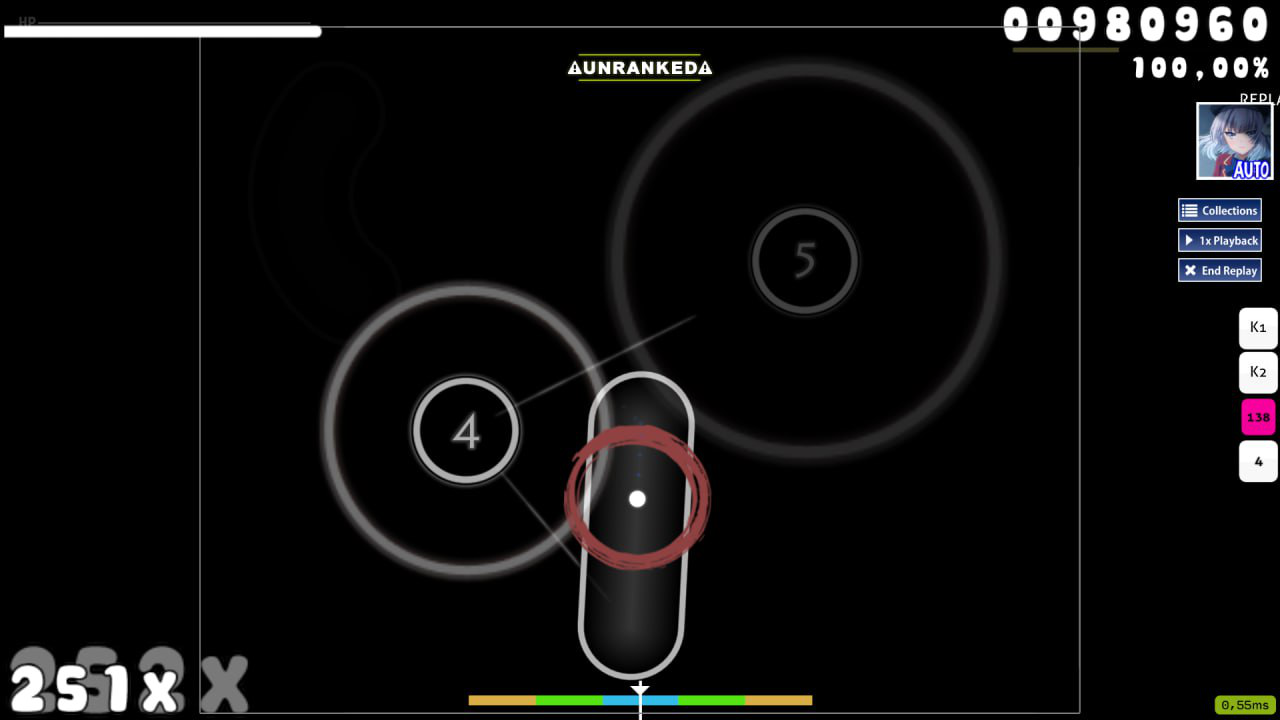 HP
00980960
⚠UNRANKED⚠
100,00%
REPLA
AUTO
Collections
1x Playback
End Replay
5
4
K1
K2
138
4
251x
0,55ms